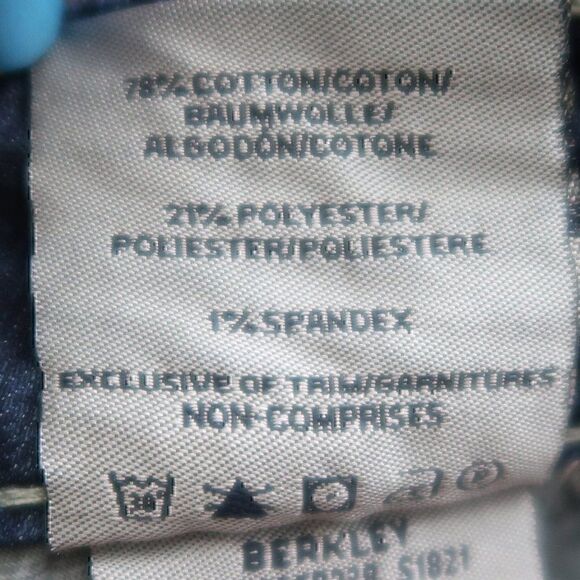 78% COTTON/COTON/
BAUMWOLLE/
ALGODÓN/COTONE
21% POLYESTER/
POLIESTER/POLIESTERE
1% SPANDEX
EXCLUSIVE OF TRIM/GARNITURES
NON-COMPRISES
30°
P
BERKLEY
S1821